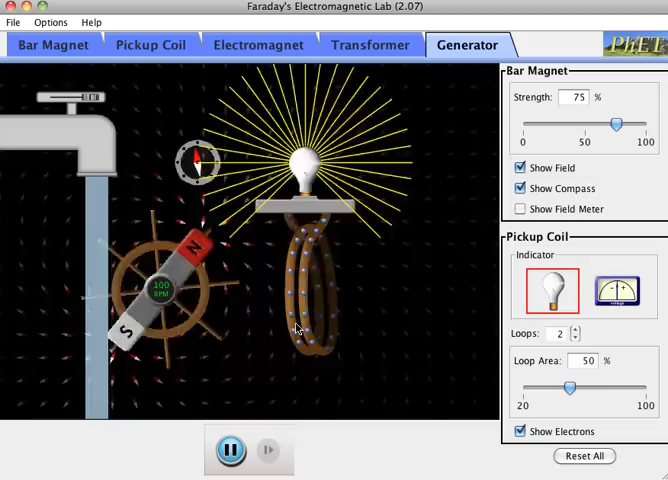 Faraday's Electromagnetic Lab (2.07)
File Options Help
Bar Magnet Pickup Coil Electromagnet Transformer Generator
PhET
Bar Magnet
Strength: 75 %
0 50 100
Show Field
Show Compass
Show Field Meter
N
100
RPM
S
Pickup Coil
Indicator
- +
voltage
Loops: 2
Loop Area: 50 %
20 100
Show Electrons
Reset All